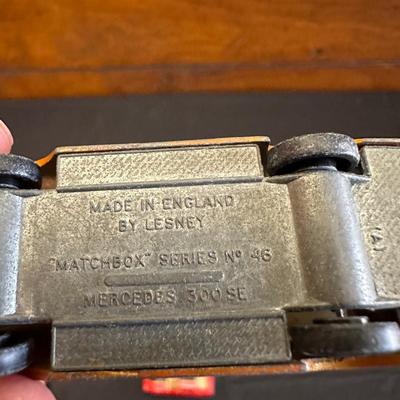 MADE IN ENGLAND
BY LESNEY
"MATCHBOX" SERIES Nº 46
MERCEDES 300 SE
(A)